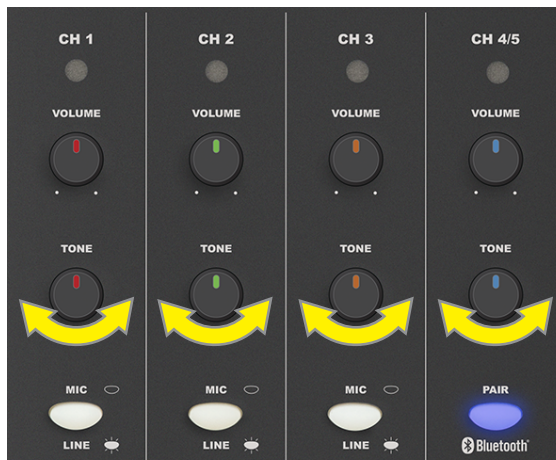 CH 1 CH 2 CH 3 CH 4/5
VOLUME VOLUME VOLUME VOLUME
TONE TONE TONE TONE
MIC MIC MIC PAIR
LINE LINE LINE Bluetooath